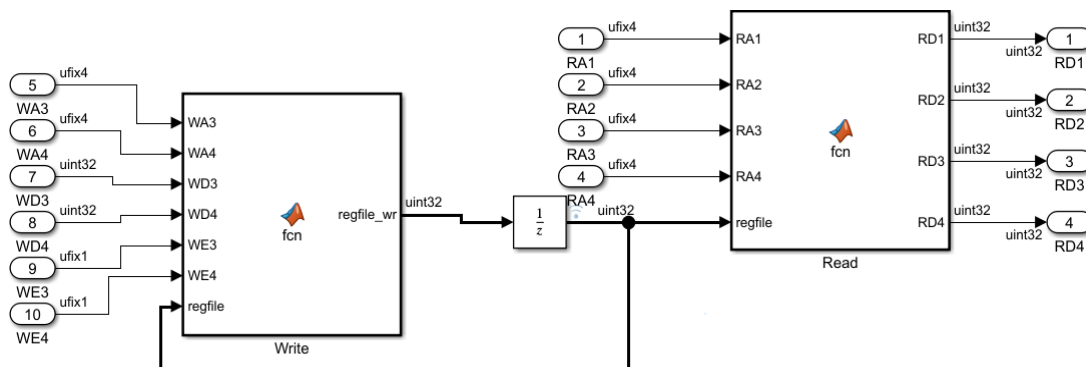 5
ufix4
WA3
6
ufix4
WA4
7
uint32
WD3
8
uint32
WD4
9
ufix1
WE3
10
ufix1
WE4
WA3
WA4
WD3
WD4
WE3
WE4
regfile
fcn
regfile_wr
Write
uint32
1
z
uint32
1
ufix4
RA1
2
ufix4
RA2
3
ufix4
RA3
4
ufix4
RA4
RA1
RA2
RA3
RA4
regfile
fcn
RD1
RD2
RD3
RD4
Read
uint32
uint32
1
RD1
uint32
uint32
2
RD2
uint32
uint32
3
RD3
uint32
uint32
4
RD4